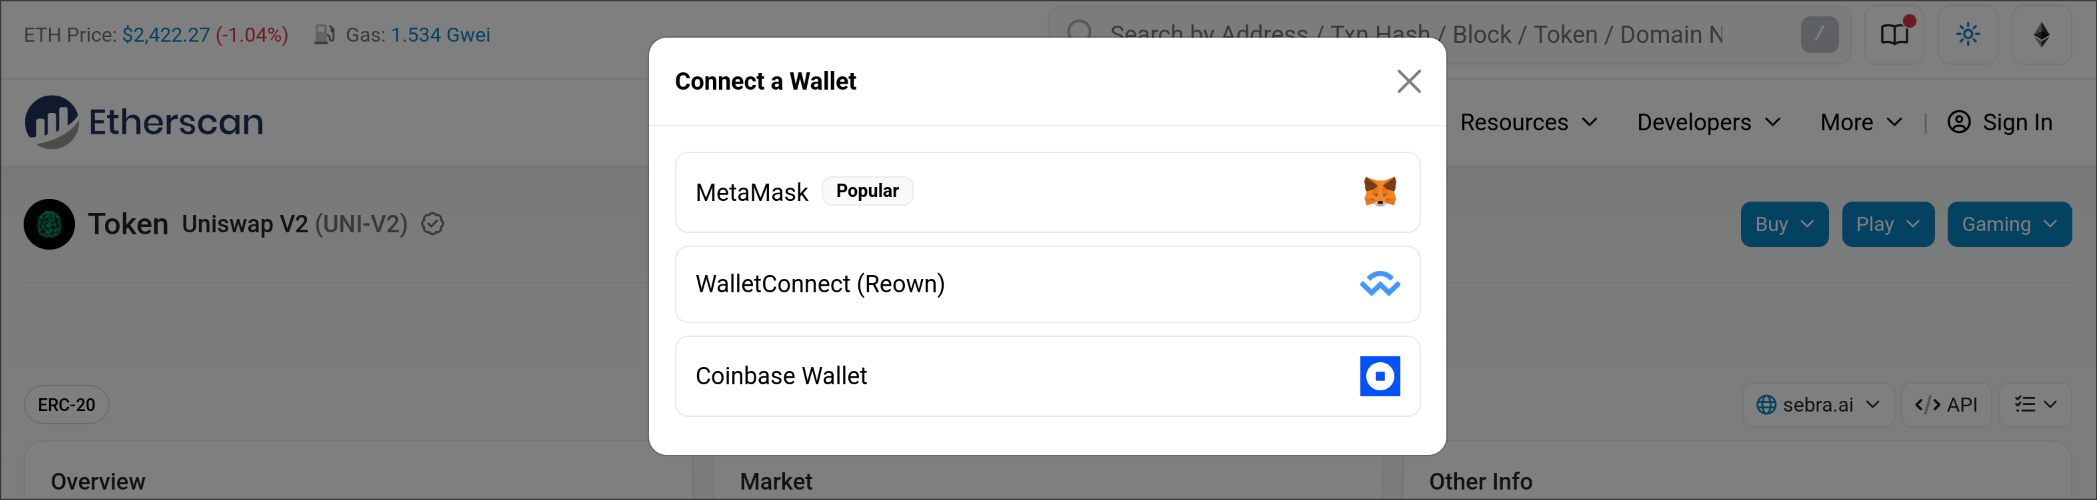 ETH Price: $2,422.27 (-1.04%) Gas: 1.534 Gwei
Search by Address / Txn Hash / Block / Token / Domain N
/
Connect a Wallet
Etherscan
Resources Developers More | Sign In
MetaMask Popular
Token Uniswap V2 (UNI-V2)
Buy Play Gaming
WalletConnect (Reown)
Coinbase Wallet
ERC-20
sebra.ai </> API
Overview
Market
Other Info